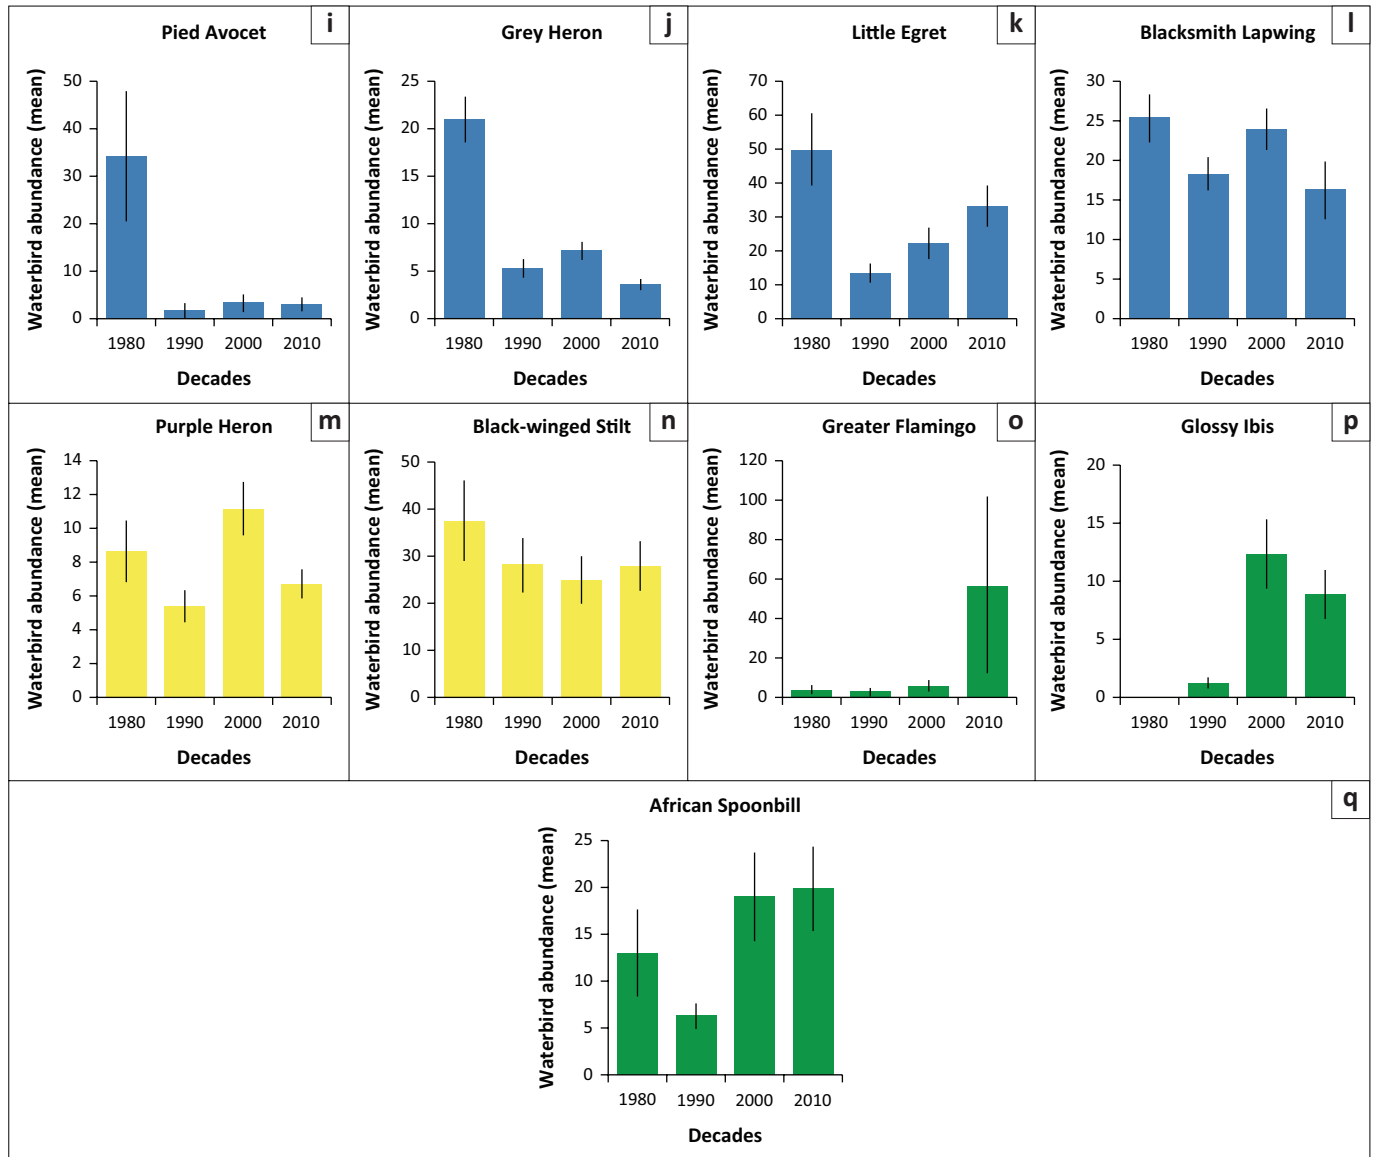 Pied Avocet
i
Waterbird abundance (mean)
50
40
30
20
10
0
1980 1990 2000 2010
Decades
Grey Heron
j
Waterbird abundance (mean)
25
20
15
10
5
0
1980 1990 2000 2010
Decades
Little Egret
k
Waterbird abundance (mean)
70
60
50
40
30
20
10
0
1980 1990 2000 2010
Decades
Blacksmith Lapwing
l
Waterbird abundance (mean)
30
25
20
15
10
5
0
1980 1990 2000 2010
Decades
Purple Heron
m
Waterbird abundance (mean)
14
12
10
8
6
4
2
0
1980 1990 2000 2010
Decades
Black-winged Stilt
n
Waterbird abundance (mean)
50
40
30
20
10
0
1980 1990 2000 2010
Decades
Greater Flamingo
o
Waterbird abundance (mean)
120
100
80
60
40
20
0
1980 1990 2000 2010
Decades
Glossy Ibis
p
Waterbird abundance (mean)
20
15
10
5
0
1980 1990 2000 2010
Decades
African Spoonbill
q
Waterbird abundance (mean)
25
20
15
10
5
0
1980 1990 2000 2010
Decades